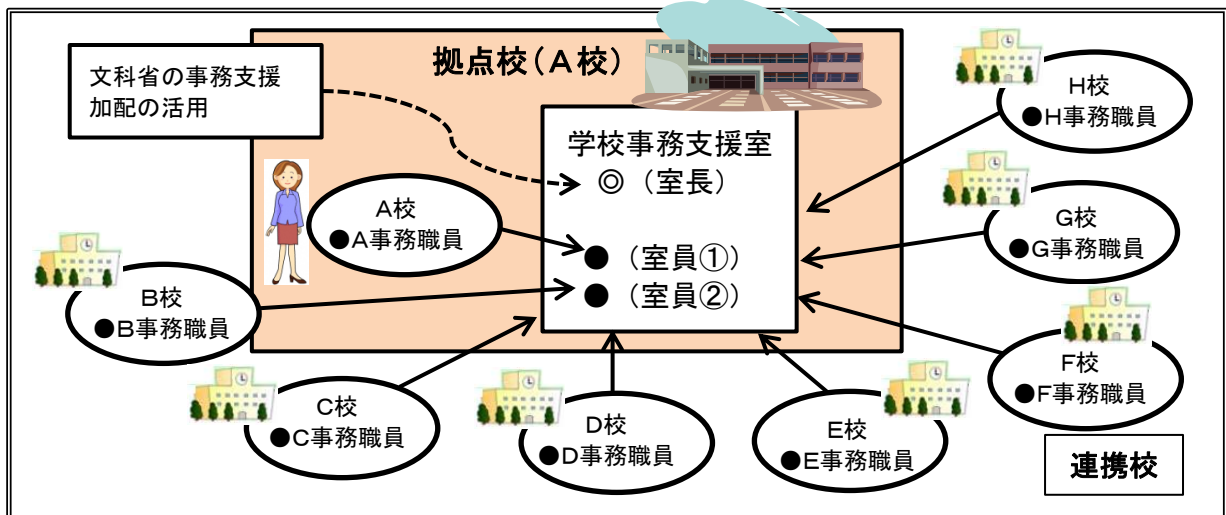 文科省の事務支援
加配の活用
拠点校(A校)
学校事務支援室
◎(室長)
●(室員①)
●(室員②)
A校
●A事務職員
B校
●B事務職員
C校
●C事務職員
D校
●D事務職員
E校
●E事務職員
F校
●F事務職員
G校
●G事務職員
H校
●H事務職員
連携校